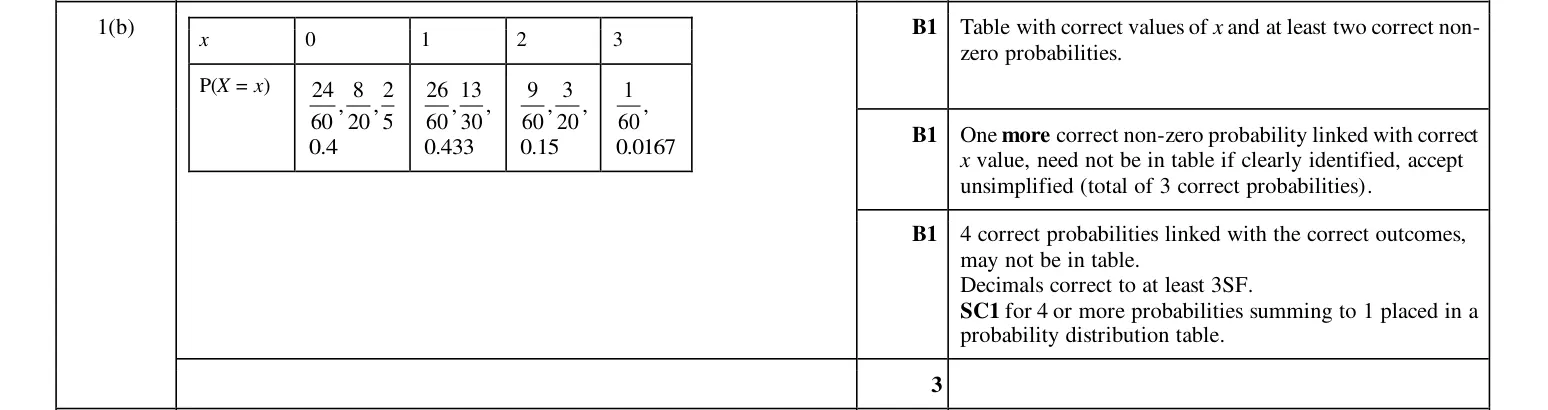 1(b)
x 0 1 2 3
P(X = x) 24/60, 8/20, 2/5 26/60, 13/30, 9/60, 3/20, 1/60,
0.4 0.433 0.15 0.0167
B1 Table with correct values of x and at least two correct non-
zero probabilities.
B1 One more correct non-zero probability linked with correct
x value, need not be in table if clearly identified, accept
unsimplified (total of 3 correct probabilities).
B1 4 correct probabilities linked with the correct outcomes,
may not be in table.
Decimals correct to at least 3SF.
SC1 for 4 or more probabilities summing to 1 placed in a
probability distribution table.
3